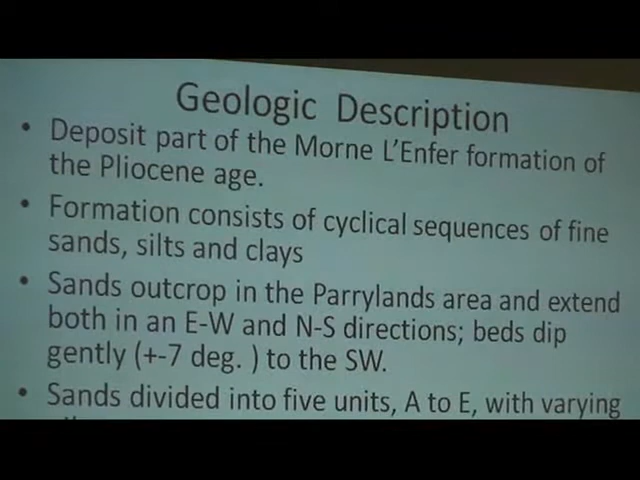 Geologic Description
• Deposit part of the Morne L'Enfer formation of
the Pliocene age.
• Formation consists of cyclical sequences of fine
sands, silts and clays
• Sands outcrop in the Parrylands area and extend
both in an E-W and N-S directions; beds dip
gently (+-7 deg. ) to the SW.
• Sands divided into five units, A to E, with varying